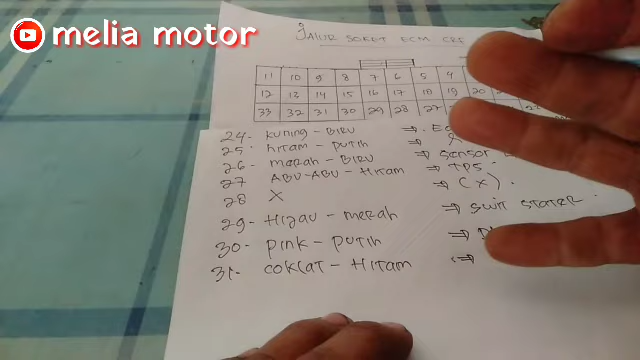 melia motor
JALUR SOKET ECM CRF
11 10 9 8 7 6 5 4
12 13 14 15 16 17 18 19 20
33 32 31 30 29 28 27
24- KUNING - BIRU ⇒
25- HITAM - PUTIH ⇒
26- MERAH - BIRU ⇒ SENSOR
27 ABU-ABU - HITAM ⇒ TPS
28 X ⇒ (X).
29- HIJAU - MERAH ⇒ SWIT STATER
30- PINK - PUTIH ⇒
31- COKLAT - HITAM ⇒